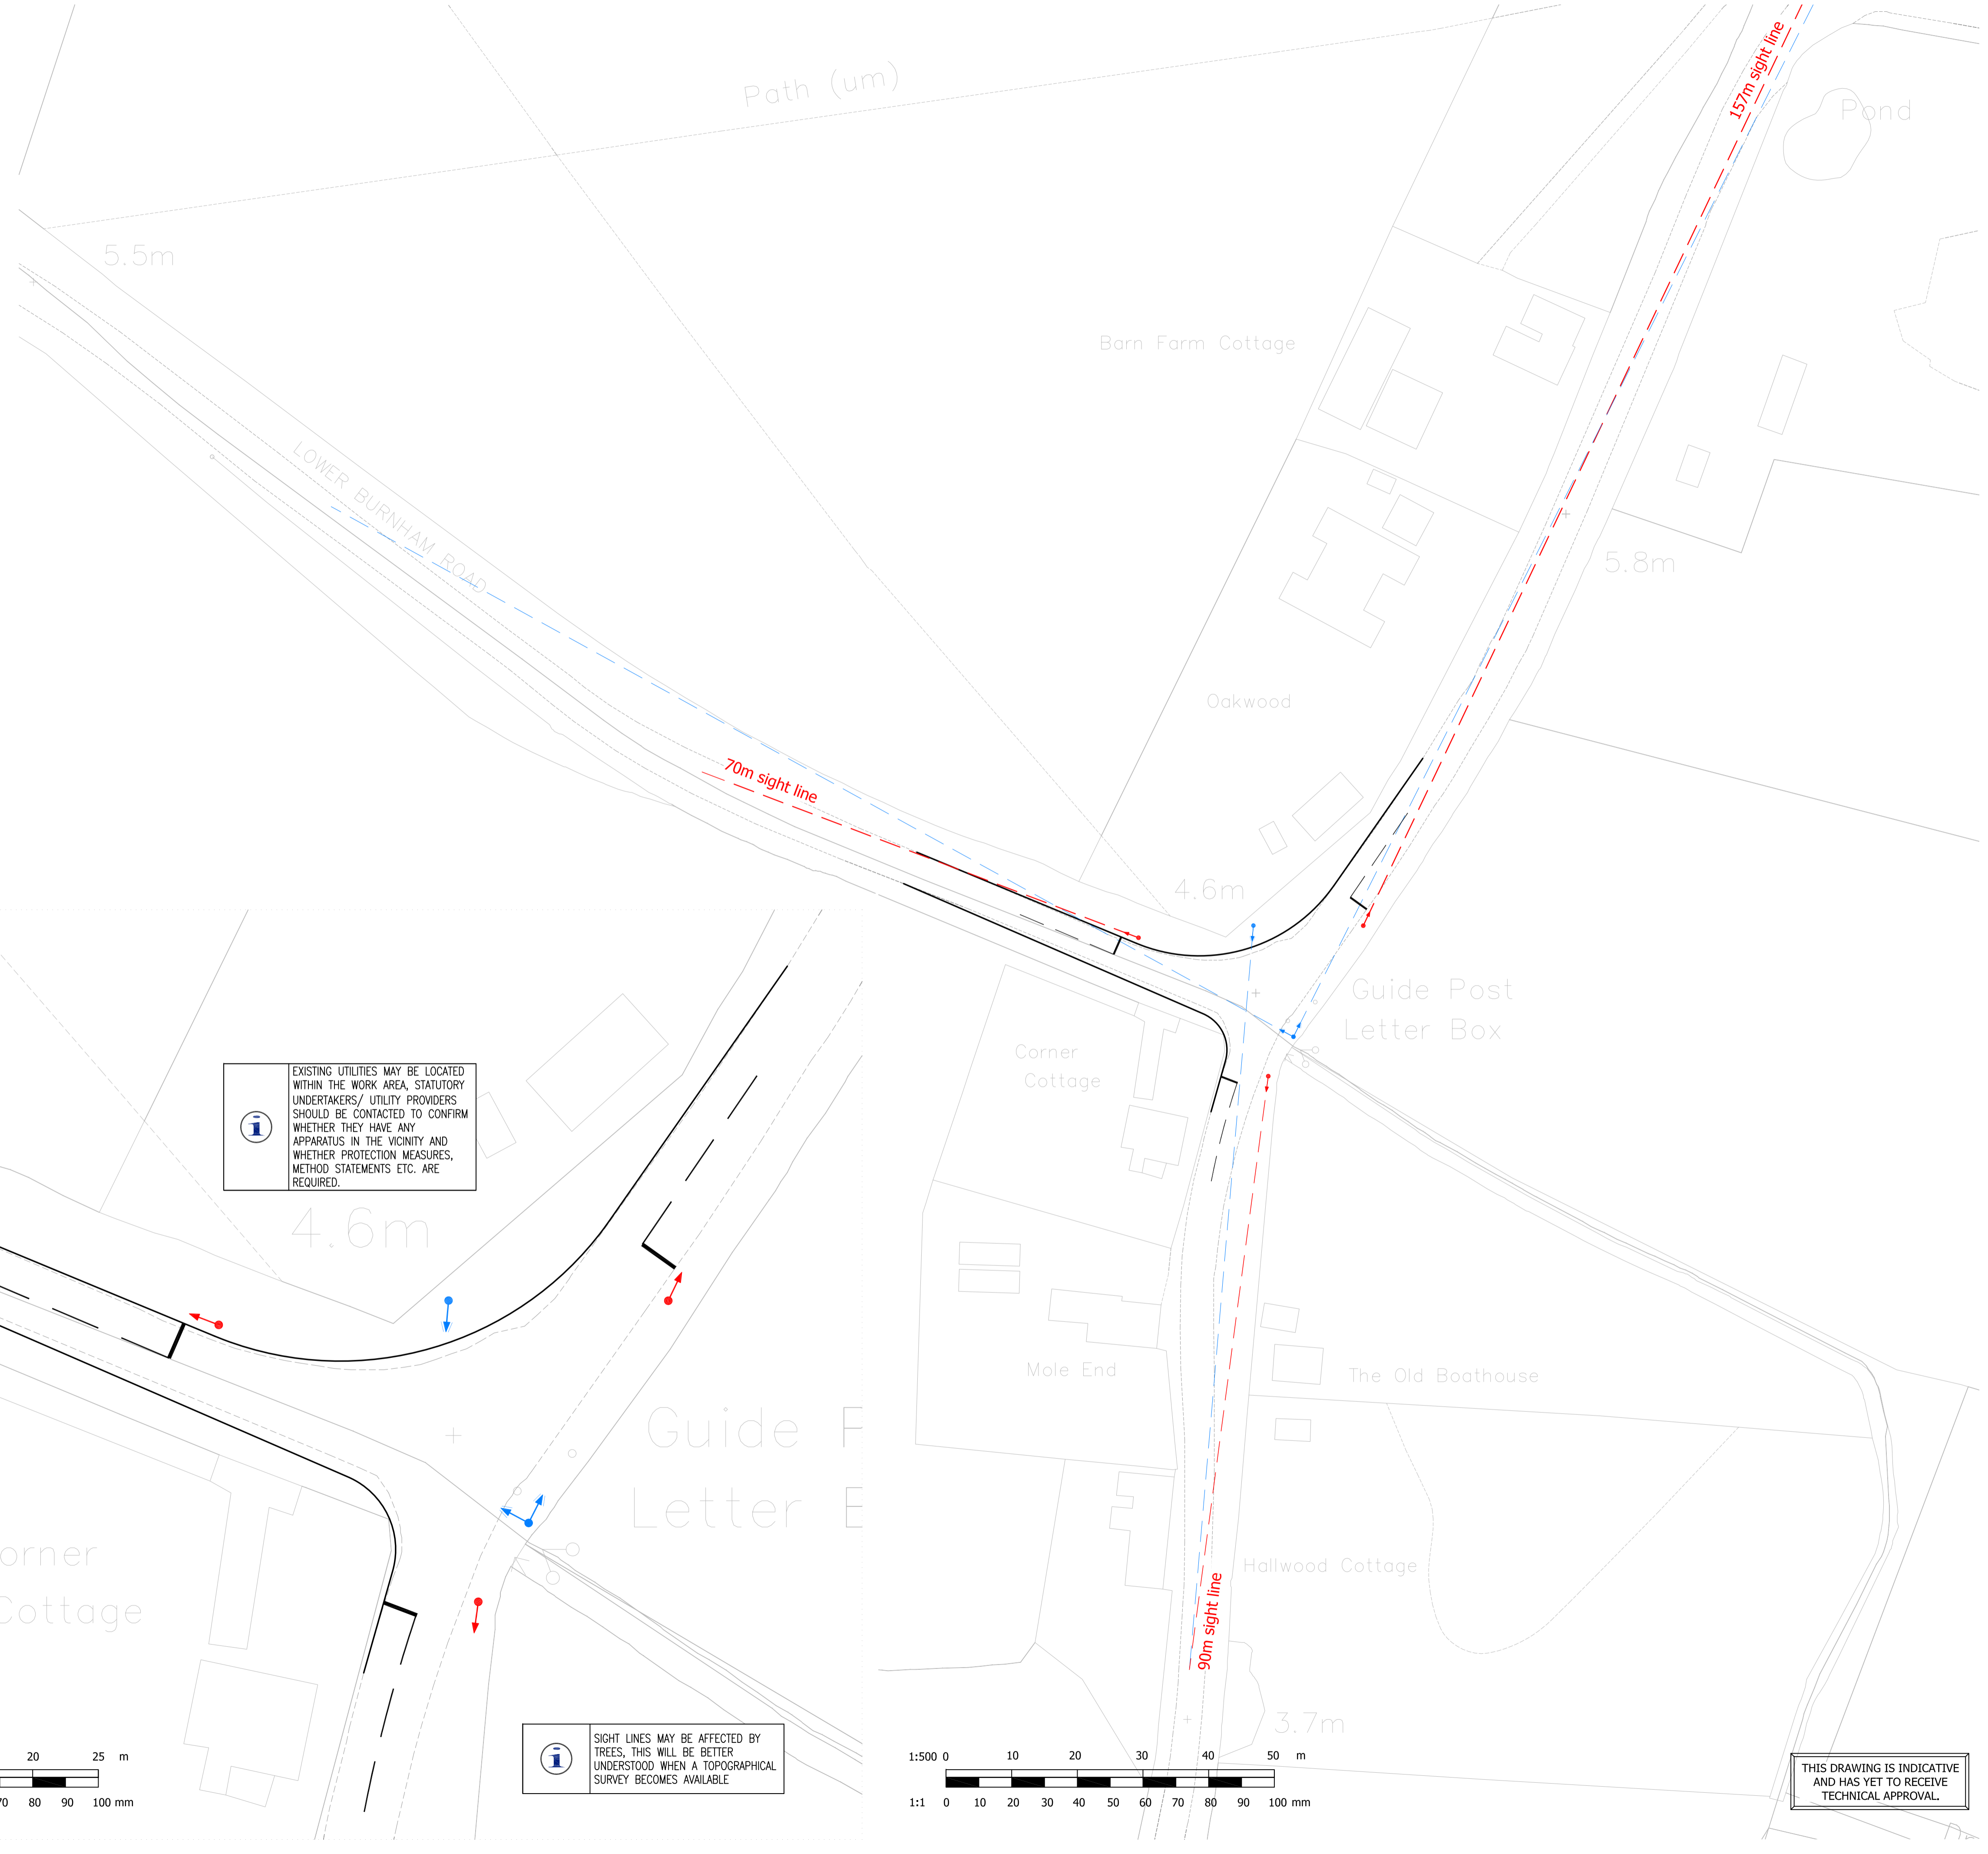 Path (um)
157m sight line
Pond
5.5m
Barn Farm Cottage
LOWER BURNHAM ROAD
5.8m
Oakwood
70m sight line
4.6m
Guide Post
Letter Box
Corner
Cottage
EXISTING UTILITIES MAY BE LOCATED
WITHIN THE WORK AREA, STATUTORY
UNDERTAKERS/ UTILITY PROVIDERS
SHOULD BE CONTACTED TO CONFIRM
WHETHER THEY HAVE ANY
APPARATUS IN THE VICINITY AND
WHETHER PROTECTION MEASURES,
METHOD STATEMENTS ETC. ARE
REQUIRED.
4.6m
Mole End
The Old Boathouse
Guide
Letter
orner
Cottage
Hallwood Cottage
90m sight line
3.7m
SIGHT LINES MAY BE AFFECTED BY
TREES, THIS WILL BE BETTER
UNDERSTOOD WHEN A TOPOGRAPHICAL
SURVEY BECOMES AVAILABLE
20 25 m
70 80 90 100 mm
1:500 0 10 20 30 40 50 m
1:1 0 10 20 30 40 50 60 70 80 90 100 mm
THIS DRAWING IS INDICATIVE
AND HAS YET TO RECEIVE
TECHNICAL APPROVAL.